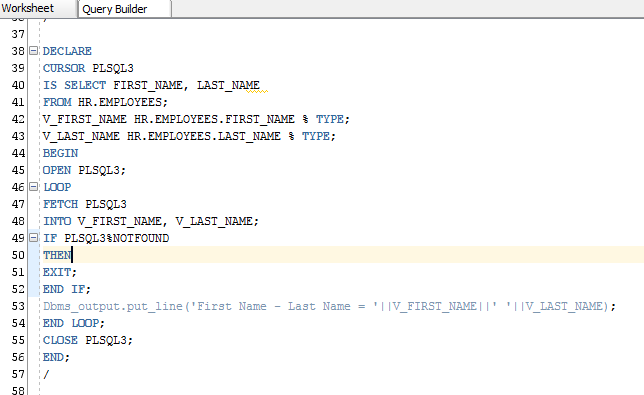 Worksheet Query Builder
36 /
37
38 DECLARE
39 CURSOR PLSQL3
40 IS SELECT FIRST_NAME, LAST_NAME
41 FROM HR.EMPLOYEES;
42 V_FIRST_NAME HR.EMPLOYEES.FIRST_NAME % TYPE;
43 V_LAST_NAME HR.EMPLOYEES.LAST_NAME % TYPE;
44 BEGIN
45 OPEN PLSQL3;
46 LOOP
47 FETCH PLSQL3
48 INTO V_FIRST_NAME, V_LAST_NAME;
49 IF PLSQL3%NOTFOUND
50 THEN
51 EXIT;
52 END IF;
53 Dbms_output.put_line('First Name - Last Name = '||V_FIRST_NAME||' '||V_LAST_NAME);
54 END LOOP;
55 CLOSE PLSQL3;
56 END;
57 /
58